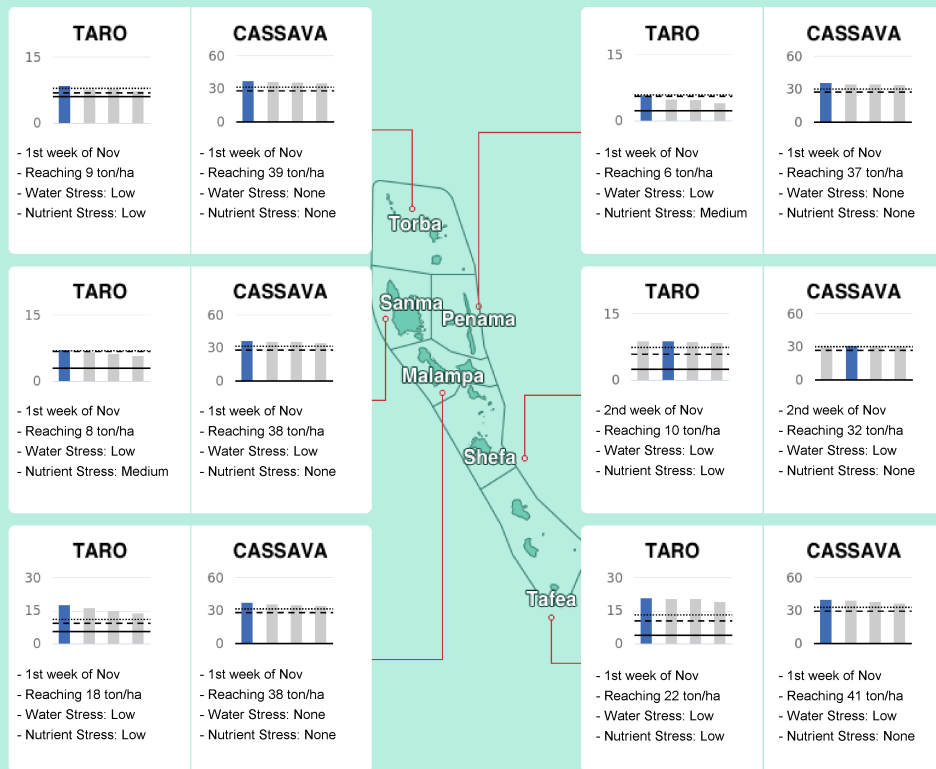 TARO
15
0
- 1st week of Nov
- Reaching 9 ton/ha
- Water Stress: Low
- Nutrient Stress: Low
CASSAVA
60
30
0
- 1st week of Nov
- Reaching 39 ton/ha
- Water Stress: None
- Nutrient Stress: None
TARO
15
0
- 1st week of Nov
- Reaching 6 ton/ha
- Water Stress: Low
- Nutrient Stress: Medium
CASSAVA
60
30
0
- 1st week of Nov
- Reaching 37 ton/ha
- Water Stress: None
- Nutrient Stress: None
Torba
Sanma
Penama
Malampa
Shefa
Tafea
TARO
15
0
- 1st week of Nov
- Reaching 8 ton/ha
- Water Stress: Low
- Nutrient Stress: Medium
CASSAVA
60
30
0
- 1st week of Nov
- Reaching 38 ton/ha
- Water Stress: Low
- Nutrient Stress: None
TARO
15
0
- 2nd week of Nov
- Reaching 10 ton/ha
- Water Stress: Low
- Nutrient Stress: Low
CASSAVA
60
30
0
- 2nd week of Nov
- Reaching 32 ton/ha
- Water Stress: Low
- Nutrient Stress: None
TARO
30
15
0
- 1st week of Nov
- Reaching 18 ton/ha
- Water Stress: Low
- Nutrient Stress: Low
CASSAVA
60
30
0
- 1st week of Nov
- Reaching 38 ton/ha
- Water Stress: None
- Nutrient Stress: None
TARO
30
15
0
- 1st week of Nov
- Reaching 22 ton/ha
- Water Stress: Low
- Nutrient Stress: Low
CASSAVA
60
30
0
- 1st week of Nov
- Reaching 41 ton/ha
- Water Stress: Low
- Nutrient Stress: None